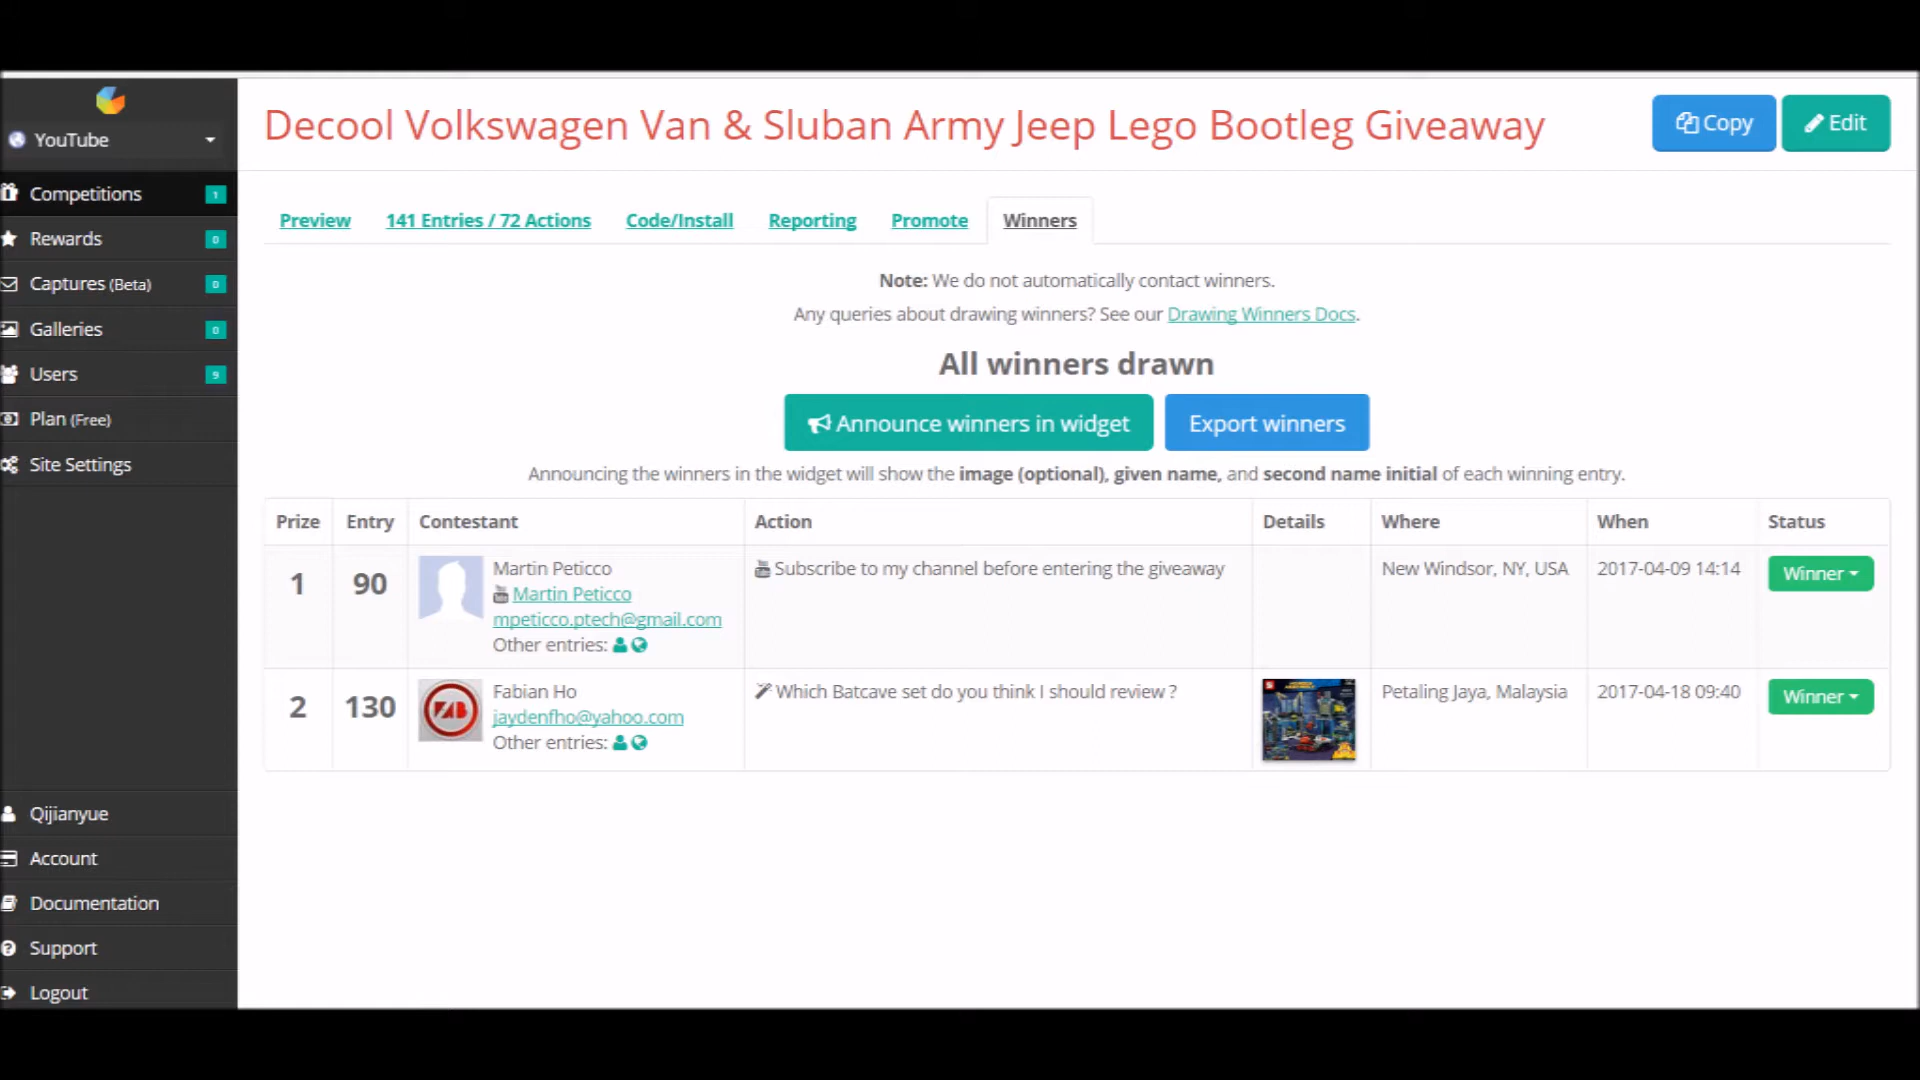 Decool Volkswagen Van & Sluban Army Jeep Lego Bootleg Giveaway
Copy
Edit
YouTube
Competitions 1
Rewards 0
Captures (Beta) 0
Galleries 0
Users 9
Plan (Free)
Site Settings
Qijianyue
Account
Documentation
Support
Logout
Preview
141 Entries / 72 Actions
Code/Install
Reporting
Promote
Winners
Note: We do not automatically contact winners.
Any queries about drawing winners? See our Drawing Winners Docs.
All winners drawn
Announce winners in widget
Export winners
Announcing the winners in the widget will show the image (optional), given name, and second name initial of each winning entry.
Prize Entry Contestant Action Details Where When Status
1 90 Martin Peticco Subscribe to my channel before entering the giveaway New Windsor, NY, USA 2017-04-09 14:14 Winner
Martin Peticco
mpeticco.ptech@gmail.com
Other entries:
2 130 Fabian Ho Which Batcave set do you think I should review ? Petaling Jaya, Malaysia 2017-04-18 09:40 Winner
jaydenfho@yahoo.com
Other entries: